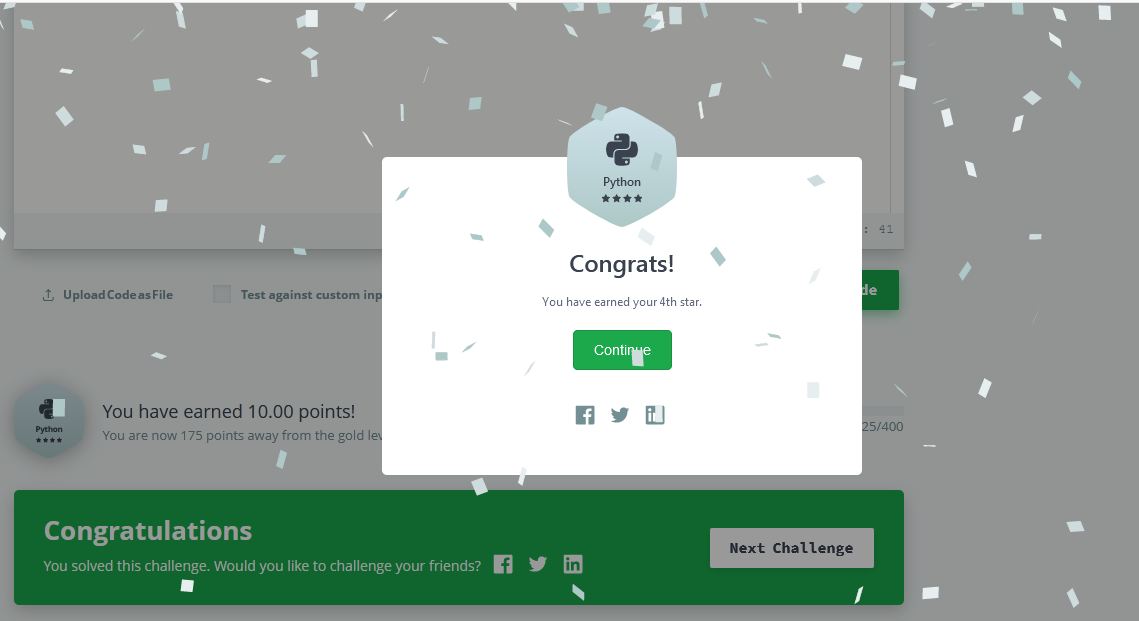 Python
Congrats!
: 41
Upload Code as File
Test against custom inp
de
You have earned your 4th star.
Continue
You have earned 10.00 points!
Python
You are now 175 points away from the gold lev
25/400
Congratulations
You solved this challenge. Would you like to challenge your friends?
Next Challenge